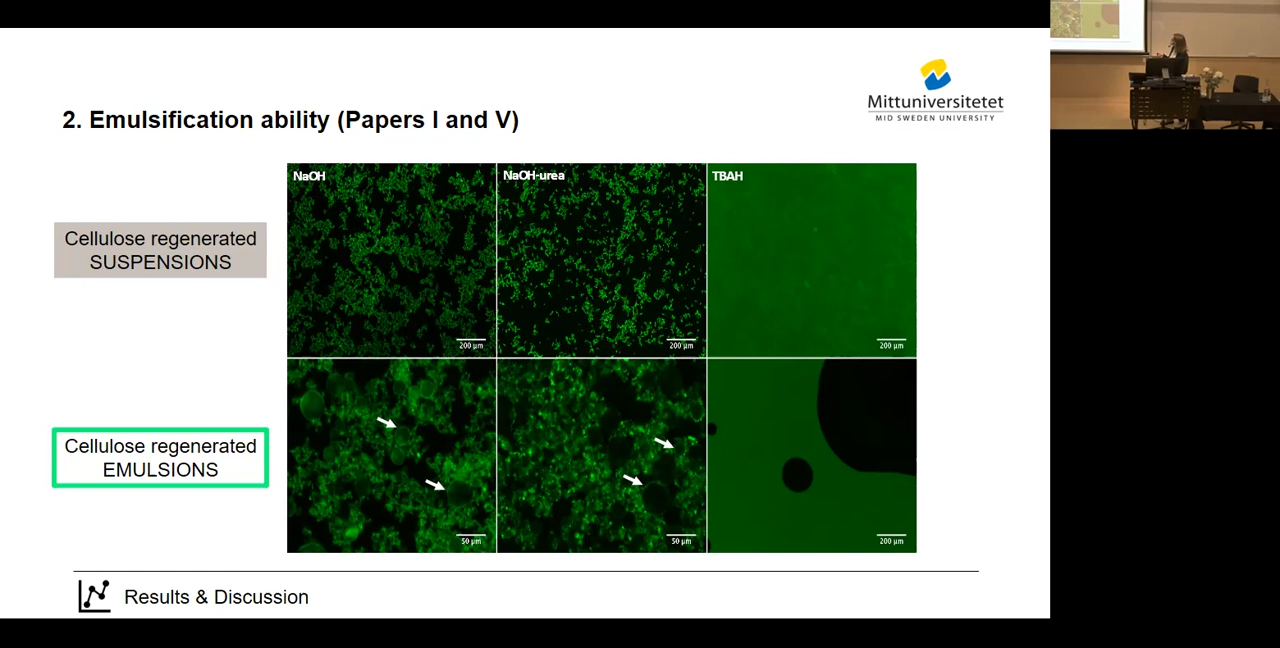 Mittuniversitetet
MID SWEDEN UNIVERSITY
2. Emulsification ability (Papers I and V)
NaOH
NaOH-urea
TBAH
Cellulose regenerated
SUSPENSIONS
200 µm
200 µm
200 µm
Cellulose regenerated
EMULSIONS
50 µm
50 µm
200 µm
Results & Discussion